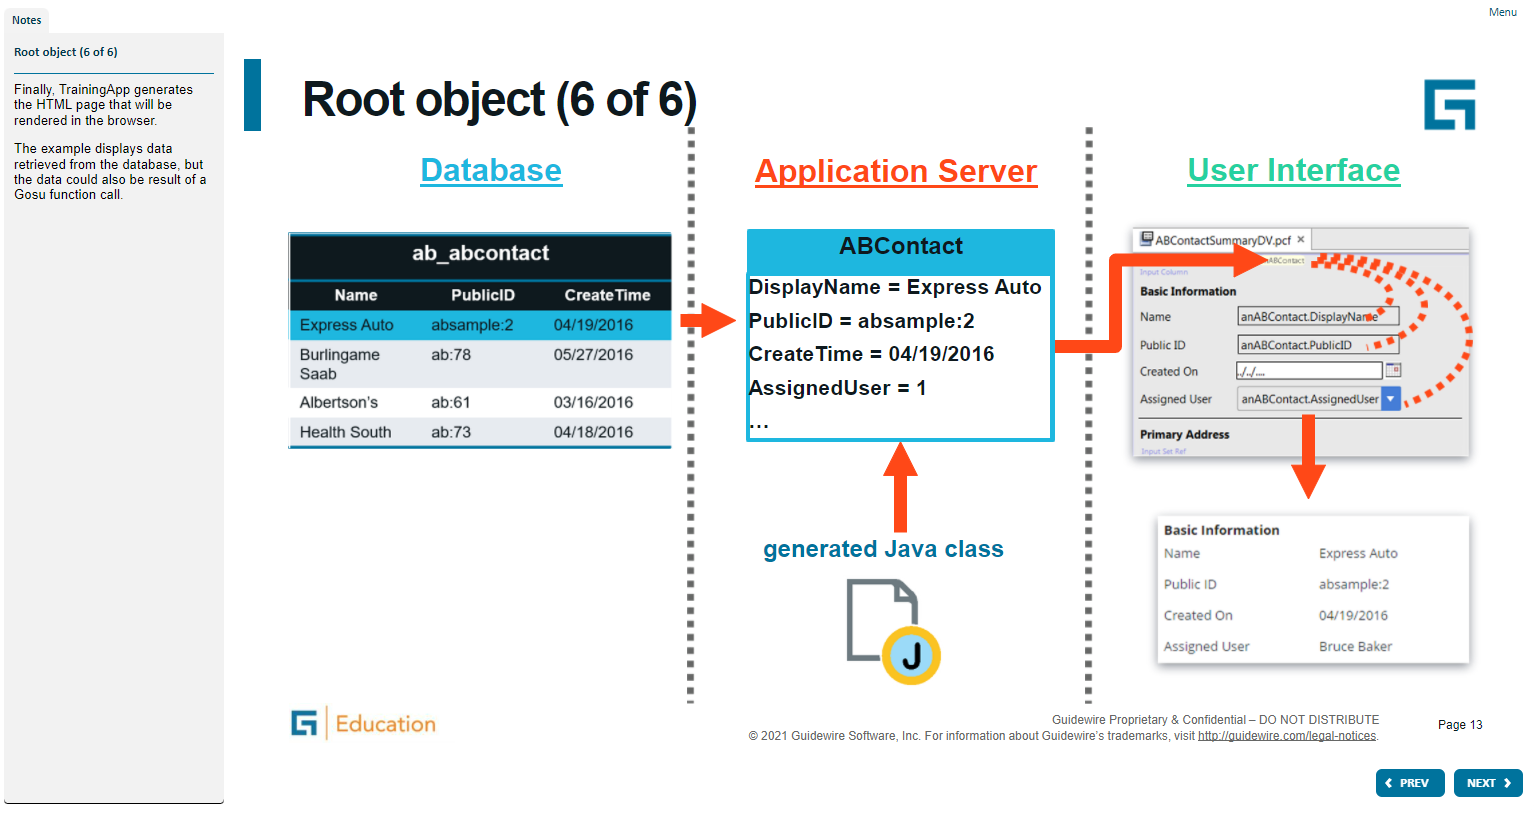 Notes
Menu
Root object (6 of 6)
Finally, TrainingApp generates
the HTML page that will be
rendered in the browser.
The example displays data
retrieved from the database, but
the data could also be result of a
Gosu function call.
Root object (6 of 6)
Database
Application Server
User Interface
ab_abcontact
Name PublicID CreateTime
Express Auto absample:2 04/19/2016
Burlingame
Saab ab:78 05/27/2016
Albertson's ab:61 03/16/2016
Health South ab:73 04/18/2016
ABContact
DisplayName = Express Auto
PublicID = absample:2
CreateTime = 04/19/2016
AssignedUser = 1
...
generated Java class
J
ABContactSummaryDV.pcf ×
anABContact
Input Column
Basic Information
Name anABContact.DisplayName
Public ID anABContact.PublicID
Created On ../../....
Assigned User anABContact.AssignedUser
Primary Address
Input Set Ref
Basic Information
Name Express Auto
Public ID absample:2
Created On 04/19/2016
Assigned User Bruce Baker
Education
Guidewire Proprietary & Confidential – DO NOT DISTRIBUTE
© 2021 Guidewire Software, Inc. For information about Guidewire's trademarks, visit http://guidewire.com/legal-notices.
Page 13
PREV
NEXT